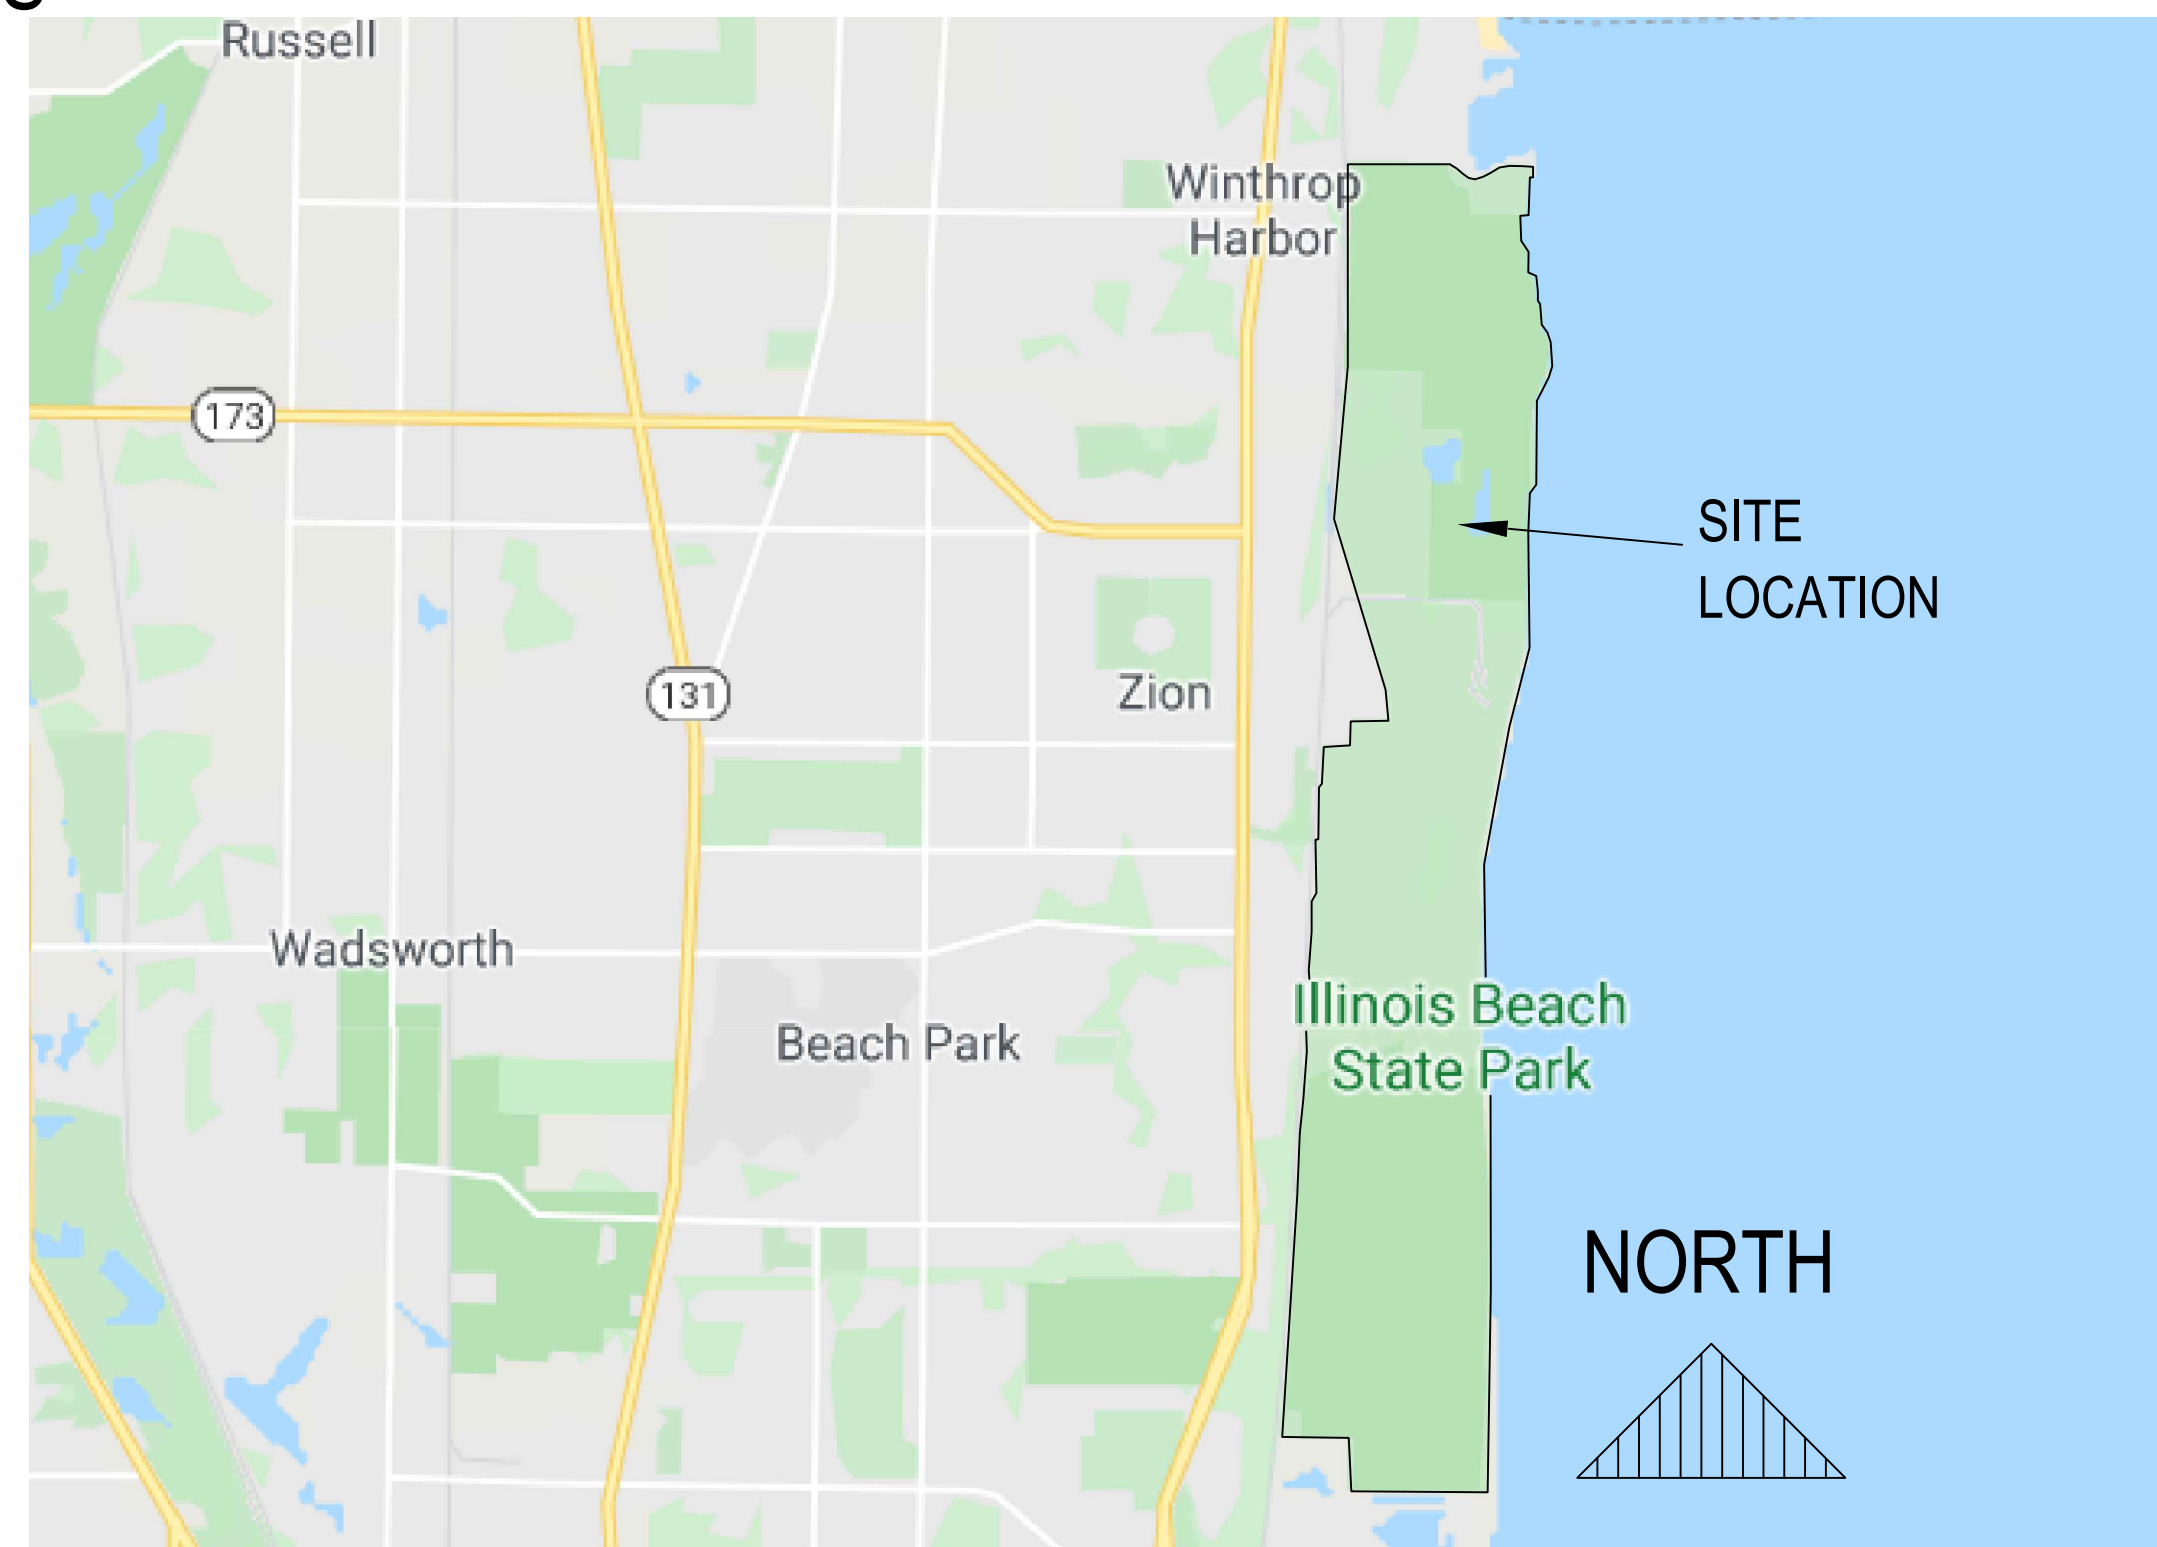 Russell
Winthrop
Harbor
173
SITE
LOCATION
131
Zion
Wadsworth
Illinois Beach
State Park
Beach Park
NORTH